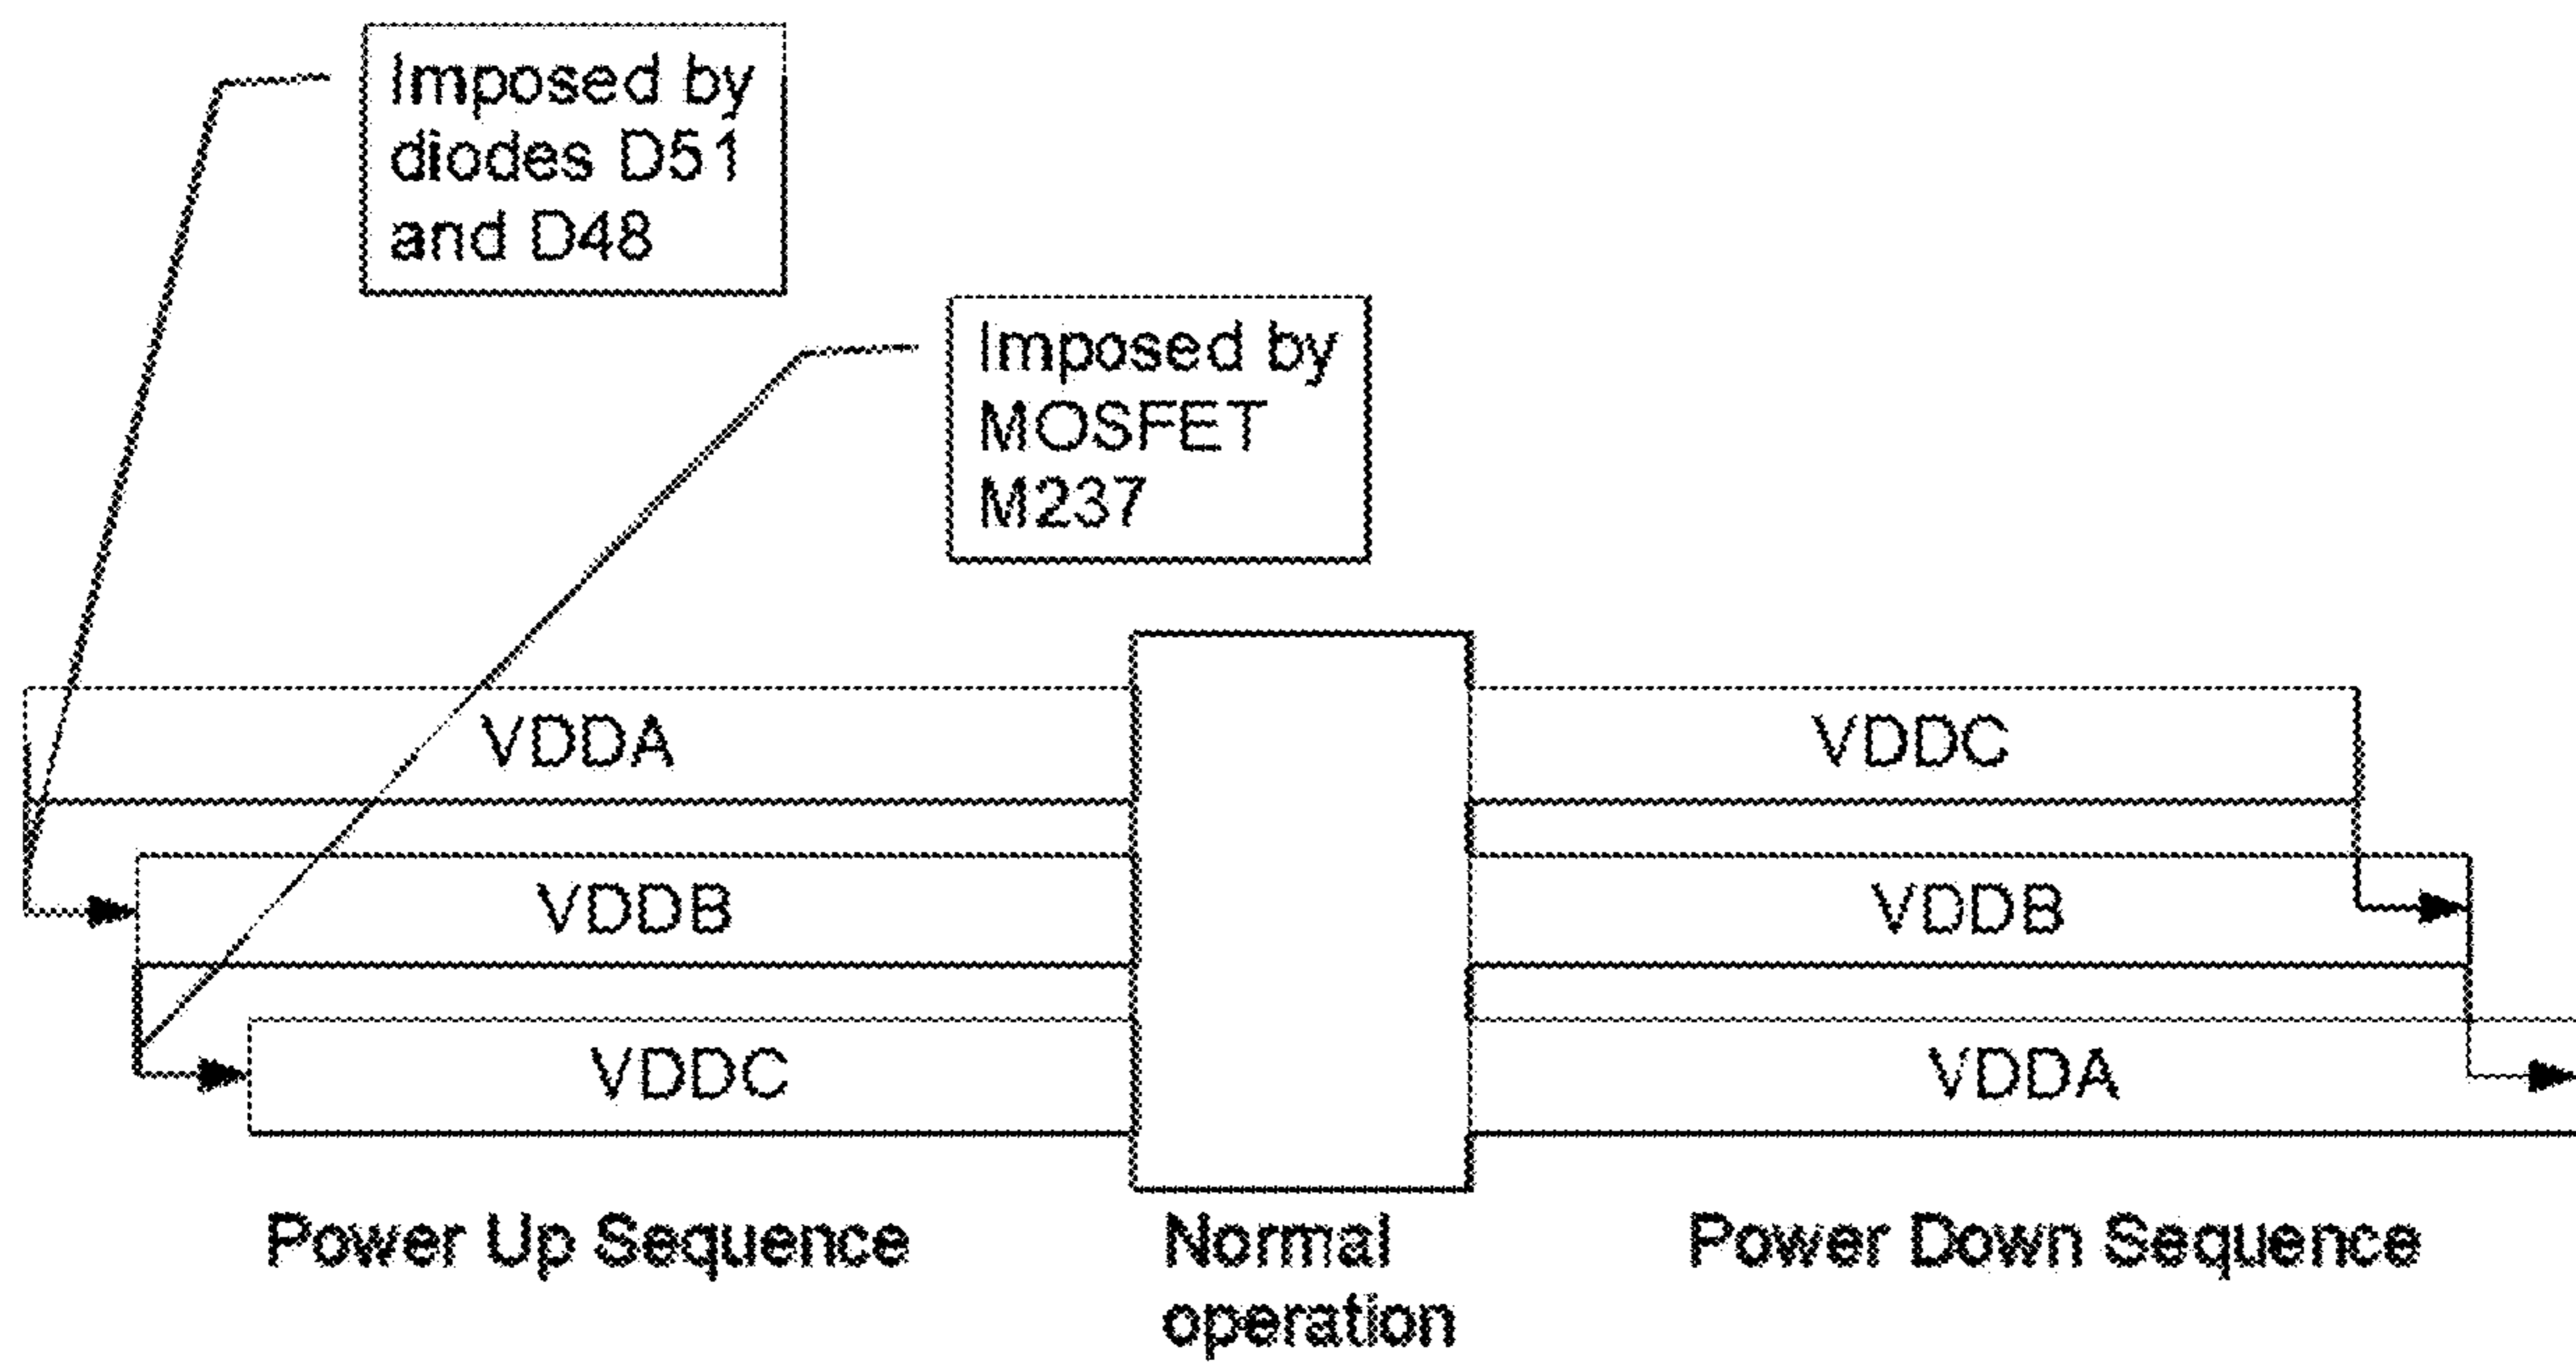 Imposed by
diodes D51
and D48
Imposed by
MOSFET
M237
VDDA
VDDC
VDDB
VDDB
VDDC
VDDA
Power Up Sequence
Normal
operation
Power Down Sequence